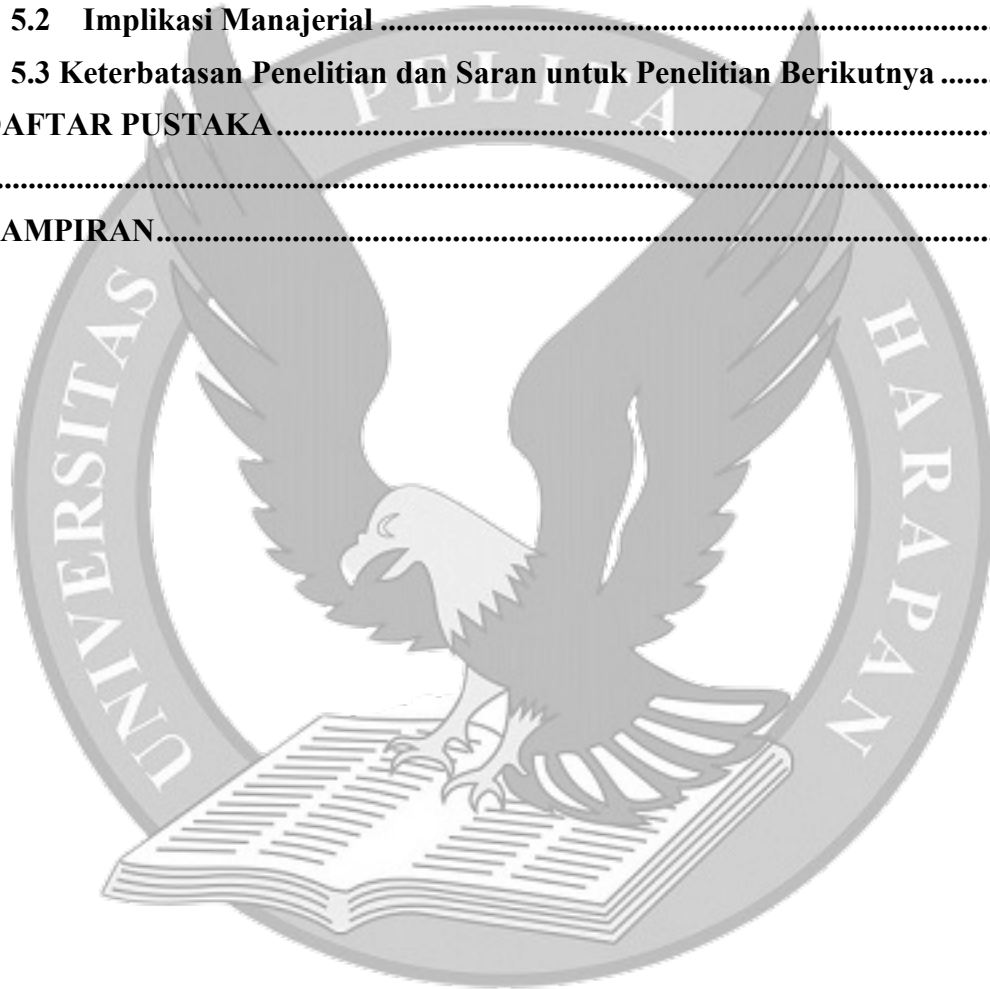 5.2 Implikasi Manajerial ........................................................................
5.3 Keterbatasan Penelitian dan Saran untuk Penelitian Berikutnya .......
AFTAR PUSTAKA.....................................................................................
....................................................................................................................
AMPIRAN...................................................................................................
UNIVERSITAS PELITA HARAPAN